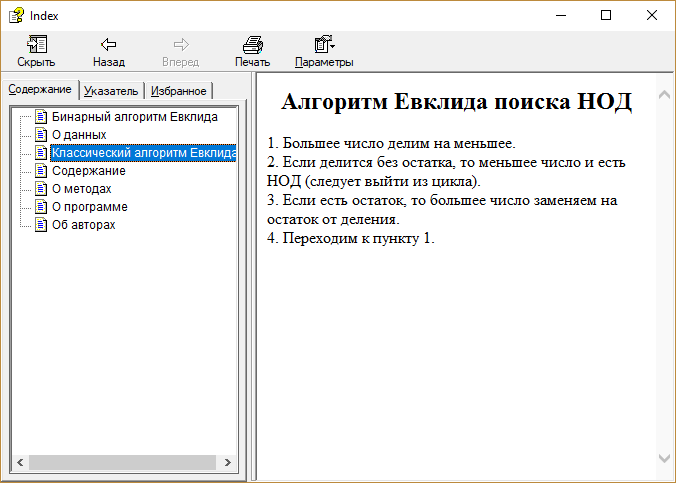 Index
Скрыть Назад Вперед Печать Параметры
Содержание Указатель Избранное
Бинарный алгоритм Евклида
О данных
Классический алгоритм Евклида
Содержание
О методах
О программе
Об авторах
Алгоритм Евклида поиска НОД
1. Большее число делим на меньшее.
2. Если делится без остатка, то меньшее число и есть
НОД (следует выйти из цикла).
3. Если есть остаток, то большее число заменяем на
остаток от деления.
4. Переходим к пункту 1.